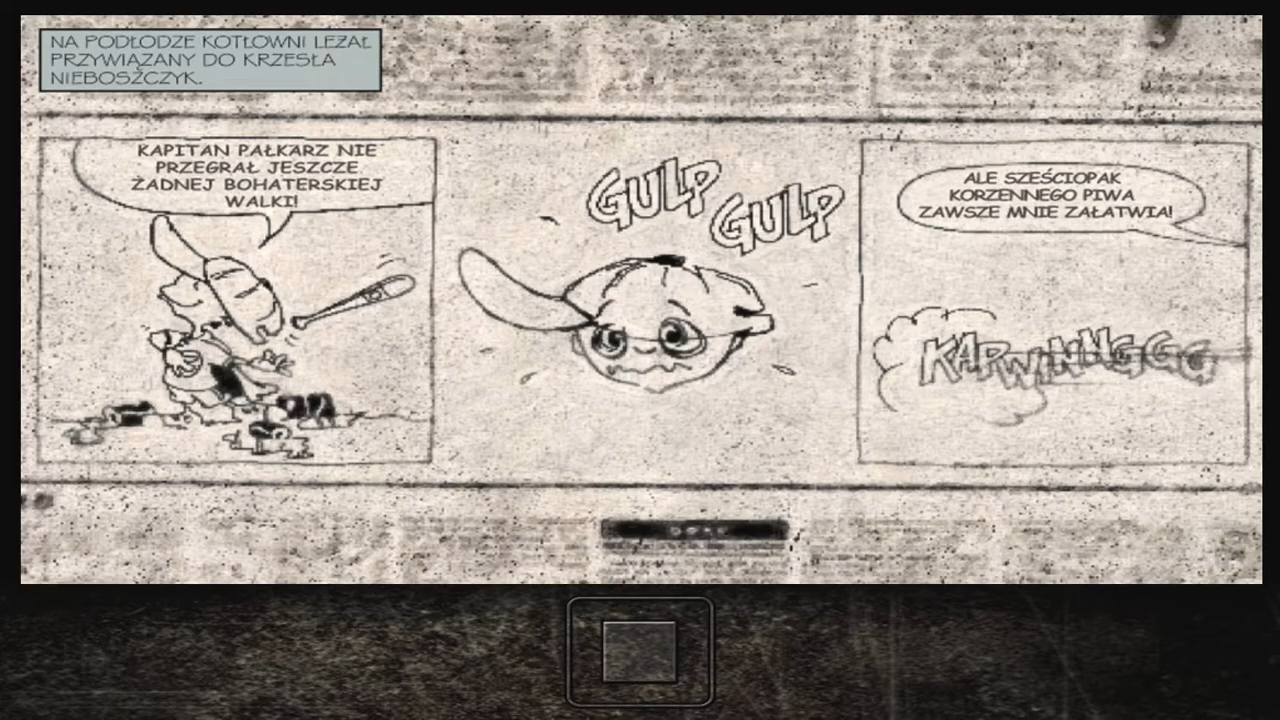 NA PODŁODZE KOTŁOWNI LEŻAŁ
PRZYWIĄZANY DO KRZESŁA
NIEBOSZCZYK.
KAPITAN PAŁKARZ NIE
PRZEGRAŁ JESZCZE
ŻADNEJ BOHATERSKIEJ
WALKI!
GULP
GULP
ALE SZEŚCIOPAK
KORZENNEGO PIWA
ZAWSZE MNIE ZAŁATWIA!
KARWINNGGG